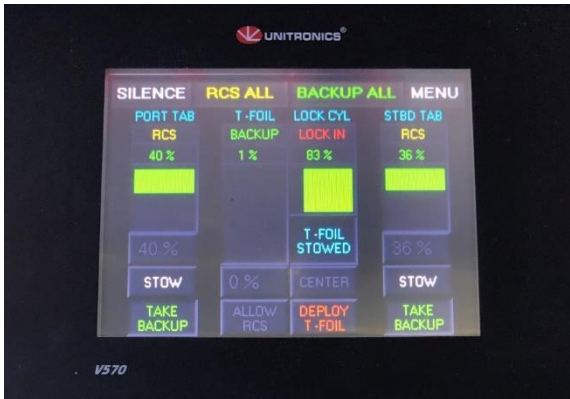 UNITRONICS®
SILENCE RCS ALL BACKUP ALL MENU
PORT TAB T-FOIL LOCK CYL STBD TAB
RCS BACKUP LOCK IN RCS
40 % 1 % 83 % 36 %
T-FOIL
STOWED
40 % 36 %
STOW 0 % CENTER STOW
TAKE ALLOW DEPLOY TAKE
BACKUP RCS T-FOIL BACKUP
V570